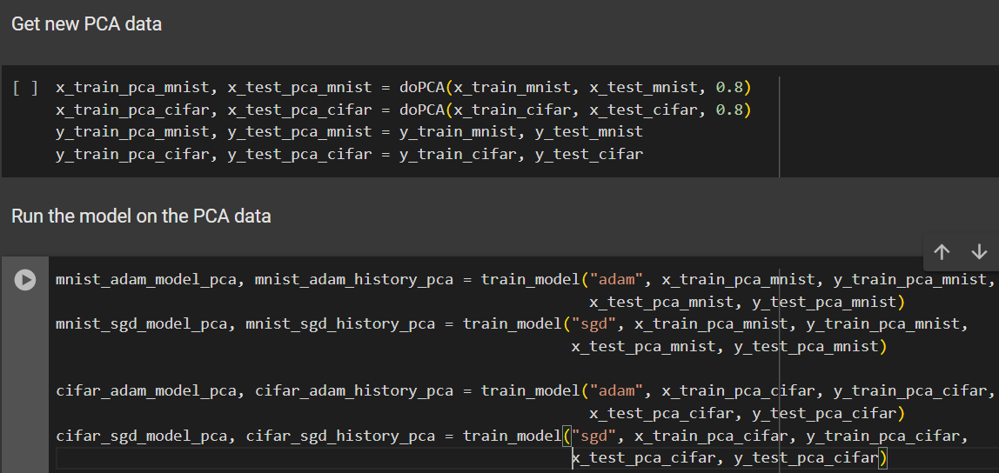 Get new PCA data
[ ] x_train_pca_mnist, x_test_pca_mnist = doPCA(x_train_mnist, x_test_mnist, 0.8)
x_train_pca_cifar, x_test_pca_cifar = doPCA(x_train_cifar, x_test_cifar, 0.8)
y_train_pca_mnist, y_test_pca_mnist = y_train_mnist, y_test_mnist
y_train_pca_cifar, y_test_pca_cifar = y_train_cifar, y_test_cifar
Run the model on the PCA data
mnist_adam_model_pca, mnist_adam_history_pca = train_model("adam", x_train_pca_mnist, y_train_pca_mnist,
x_test_pca_mnist, y_test_pca_mnist)
mnist_sgd_model_pca, mnist_sgd_history_pca = train_model("sgd", x_train_pca_mnist, y_train_pca_mnist,
x_test_pca_mnist, y_test_pca_mnist)
cifar_adam_model_pca, cifar_adam_history_pca = train_model("adam", x_train_pca_cifar, y_train_pca_cifar,
x_test_pca_cifar, y_test_pca_cifar)
cifar_sgd_model_pca, cifar_sgd_history_pca = train_model("sgd", x_train_pca_cifar, y_train_pca_cifar,
x_test_pca_cifar, y_test_pca_cifar)